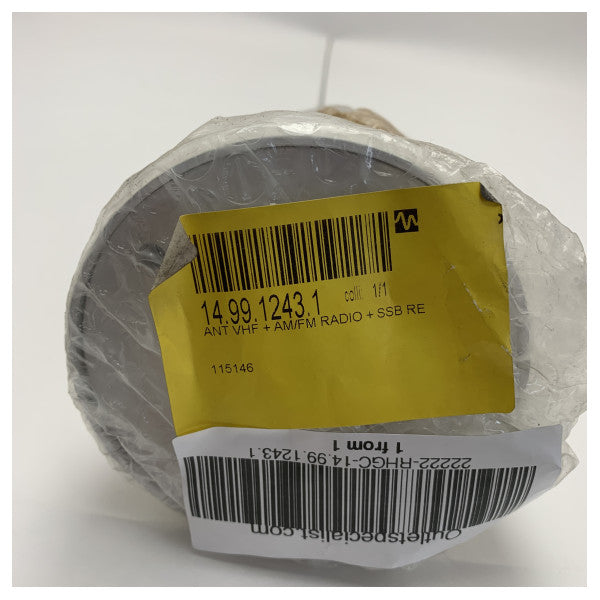 14.99.1243.1 colli: 1/1
ANT VHF + AM/FM RADIO + SSB RE
115146
Outletspecialist.com
22222-RHGC-14.99.1243.1
1 from 1